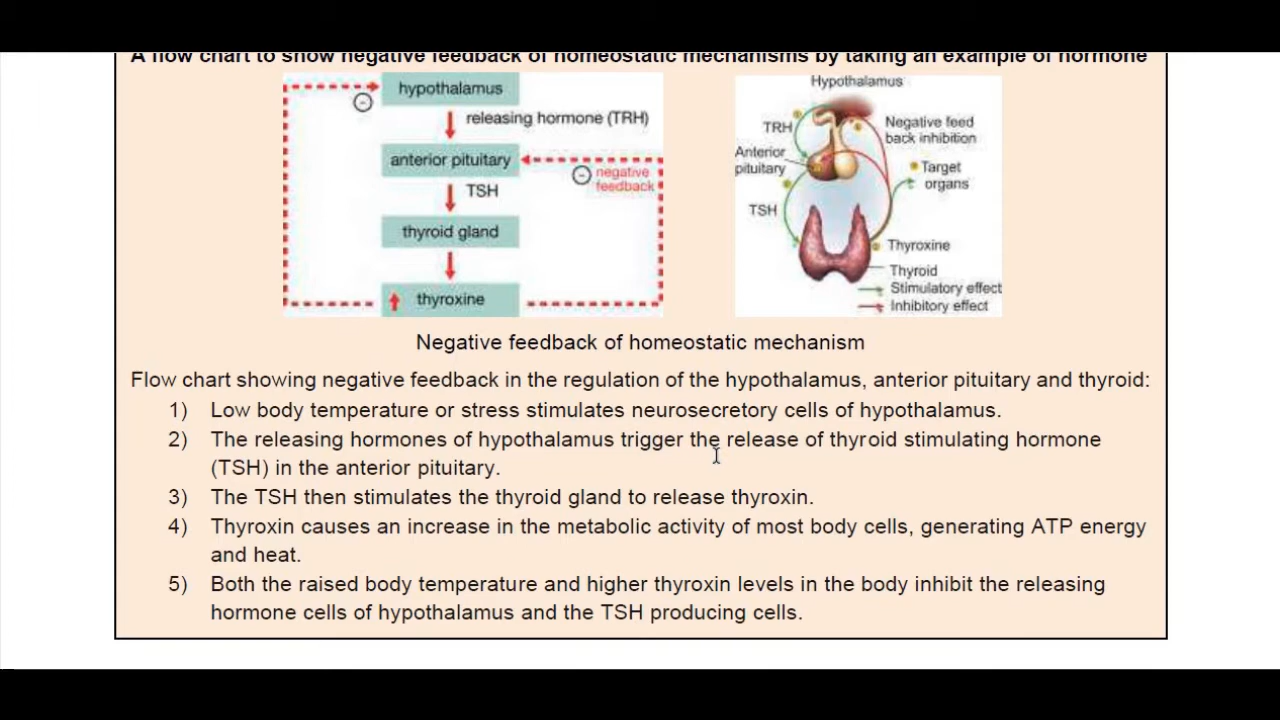 A flow chart to show negative feedback of homeostatic mechanisms by taking an example of hormone
hypothalamus
releasing hormone (TRH)
anterior pituitary
negative
feedback
TSH
thyroid gland
thyroxine
Hypothalamus
TRH
Negative feed
back inhibition
Anterior
pituitary
Target
organs
TSH
Thyroxine
Thyroid
Stimulatory effect
Inhibitory effect
Negative feedback of homeostatic mechanism
Flow chart showing negative feedback in the regulation of the hypothalamus, anterior pituitary and thyroid:
1) Low body temperature or stress stimulates neurosecretory cells of hypothalamus.
2) The releasing hormones of hypothalamus trigger the release of thyroid stimulating hormone
(TSH) in the anterior pituitary.
3) The TSH then stimulates the thyroid gland to release thyroxin.
4) Thyroxin causes an increase in the metabolic activity of most body cells, generating ATP energy
and heat.
5) Both the raised body temperature and higher thyroxin levels in the body inhibit the releasing
hormone cells of hypothalamus and the TSH producing cells.